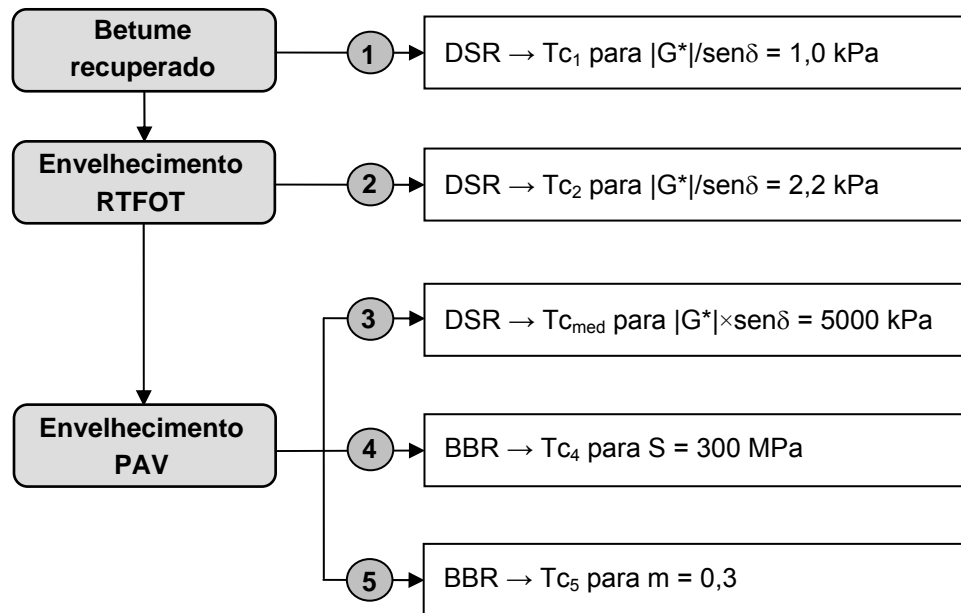 Betume
recuperado
1
DSR → Tc₁ para |G*|/senδ = 1,0 kPa
Envelhecimento
RTFOT
2
DSR → Tc₂ para |G*|/senδ = 2,2 kPa
3
DSR → Tcmed para |G*|×senδ = 5000 kPa
Envelhecimento
PAV
4
BBR → Tc₄ para S = 300 MPa
5
BBR → Tc₅ para m = 0,3